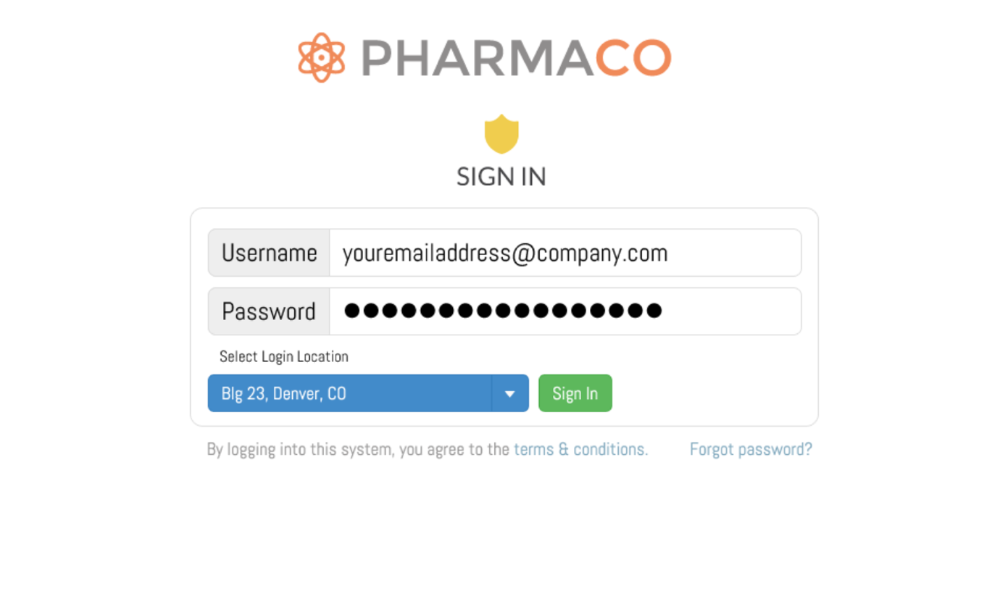 PHARMACO
SIGN IN
Username youremailaddress@company.com
Password ●●●●●●●●●●●●●●●●●
Select Login Location
Blg 23, Denver, CO Sign In
By logging into this system, you agree to the terms & conditions. Forgot password?